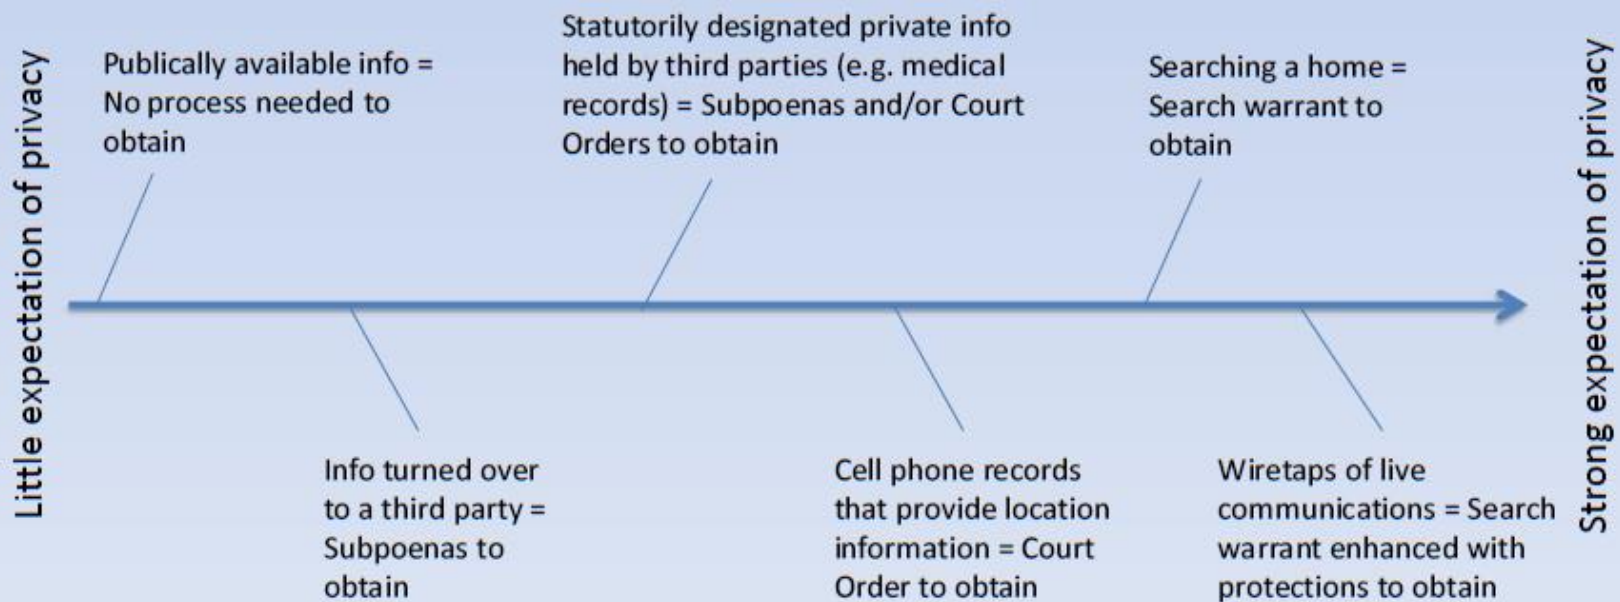 Little expectation of privacy
Publically available info =
No process needed to
obtain
Statutorily designated private info
held by third parties (e.g. medical
records) = Subpoenas and/or Court
Orders to obtain
Searching a home =
Search warrant to
obtain
Info turned over
to a third party =
Subpoenas to
obtain
Cell phone records
that provide location
information = Court
Order to obtain
Wiretaps of live
communications = Search
warrant enhanced with
protections to obtain
Strong expectation of privacy